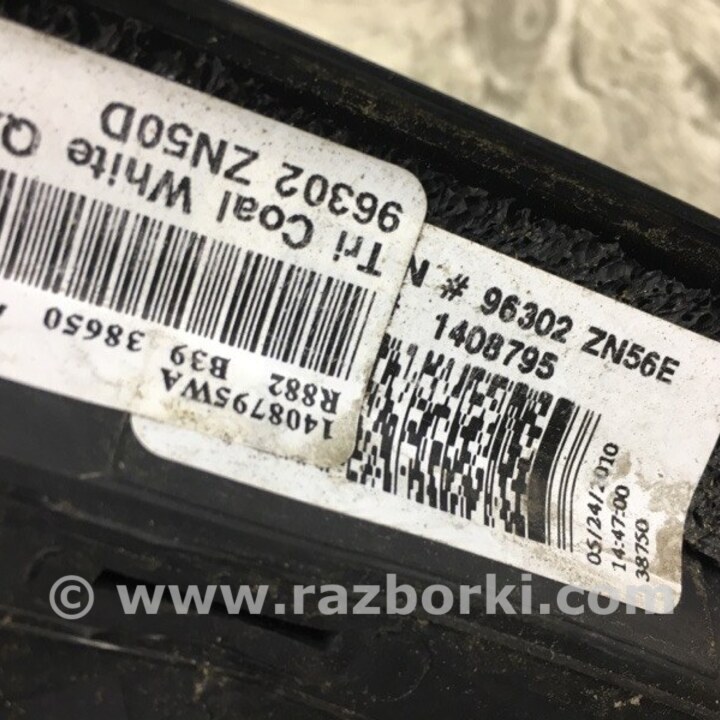 Tri Coal White
96302 ZN50D
38650
R882 B39
1408795WA
N # 96302 ZN56E
1408795
05/24/2010
14:47:00
38750
© www.razborki.com